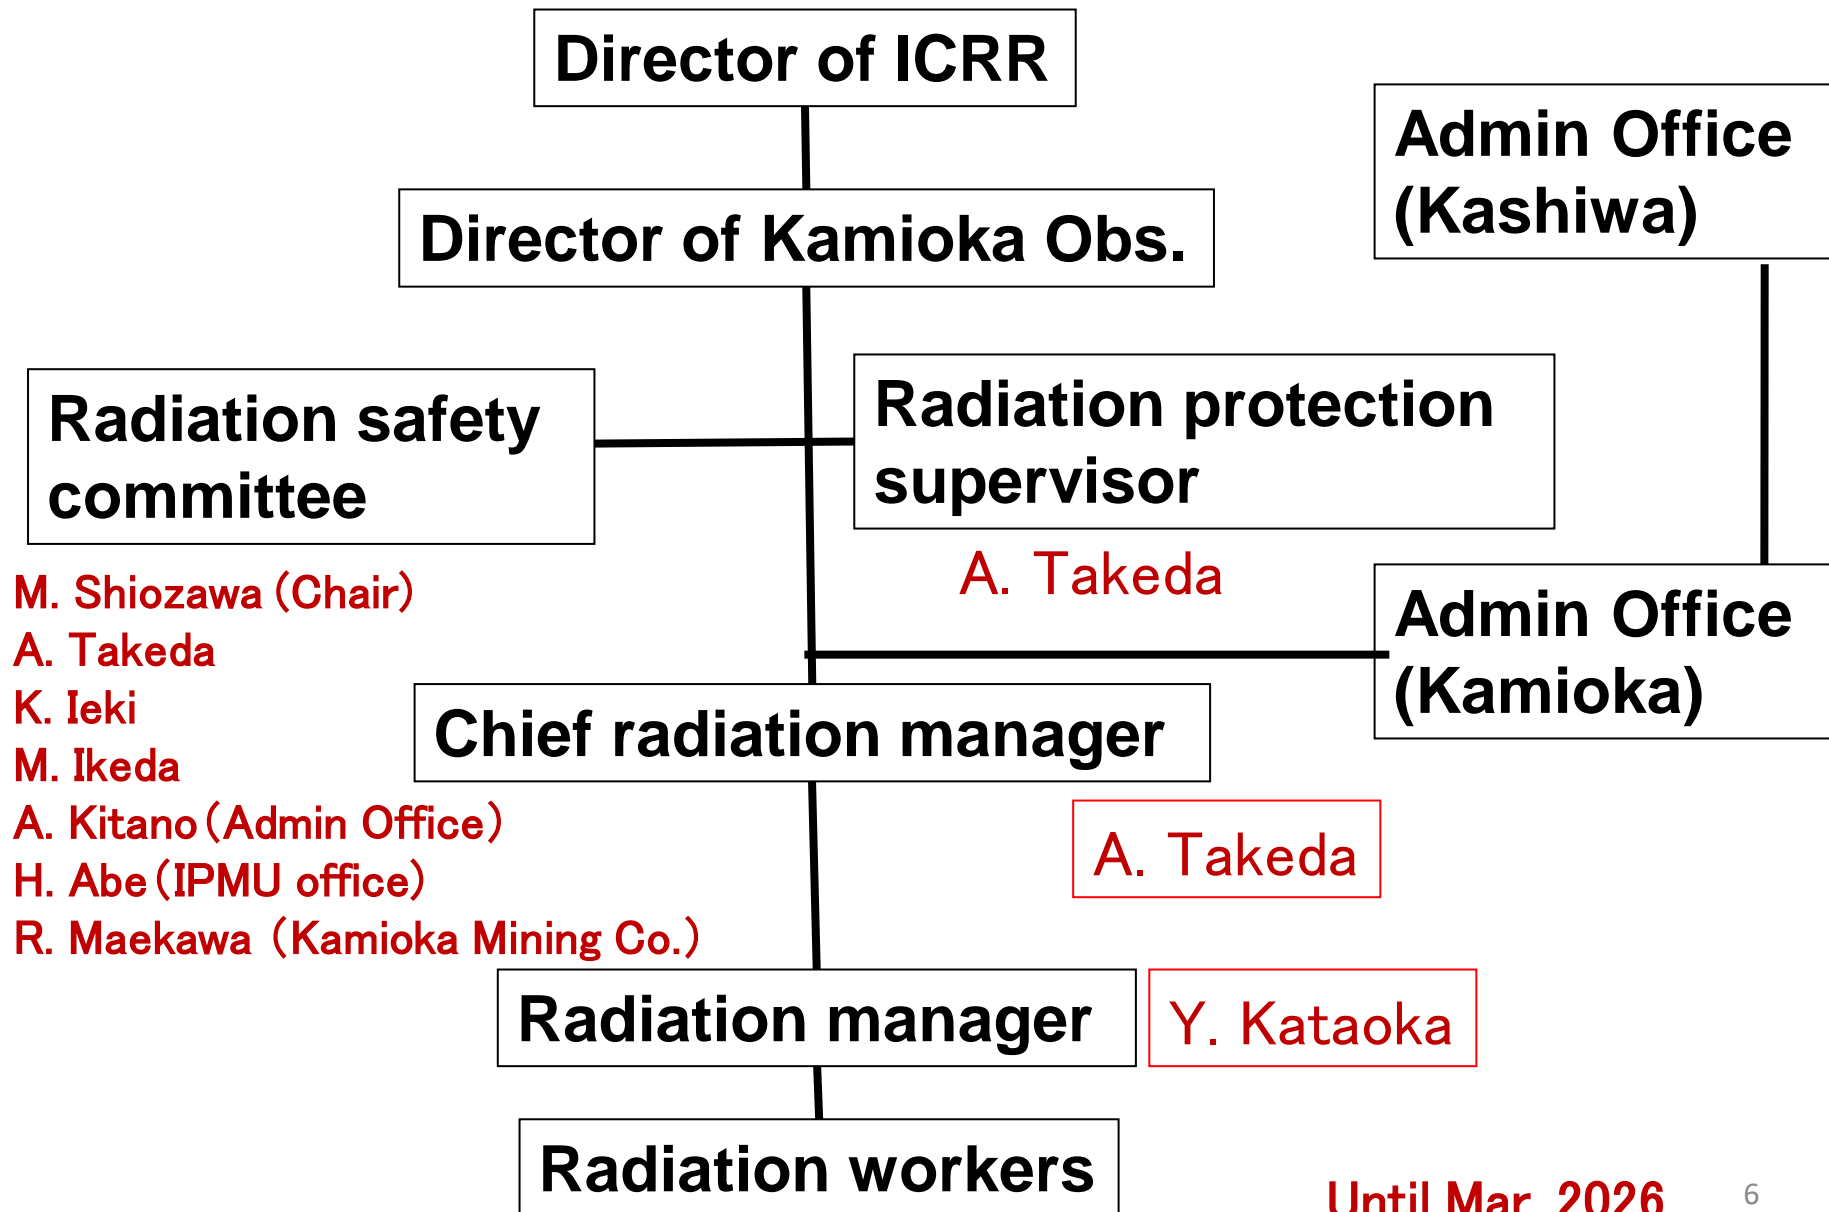 Director of ICRR
Admin Office
(Kashiwa)
Director of Kamioka Obs.
Radiation safety
committee
Radiation protection
supervisor
A. Takeda
M. Shiozawa (Chair)
A. Takeda
K. Ieki
M. Ikeda
A. Kitano (Admin Office)
H. Abe (IPMU office)
R. Maekawa (Kamioka Mining Co.)
Admin Office
(Kamioka)
Chief radiation manager
A. Takeda
Radiation manager
Y. Kataoka
Radiation workers
Until Mar. 2026
6